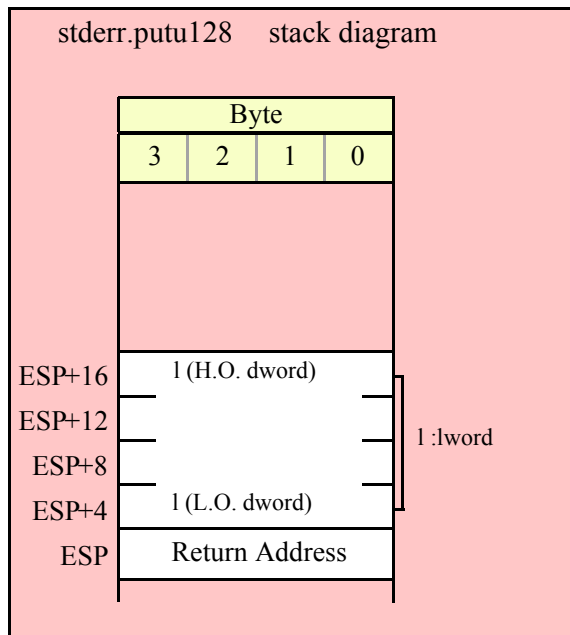 stderr.putu128 stack diagram
Byte
3 2 1 0
ESP+16 l (H.O. dword)
ESP+12
l :lword
ESP+8
ESP+4 l (L.O. dword)
ESP Return Address